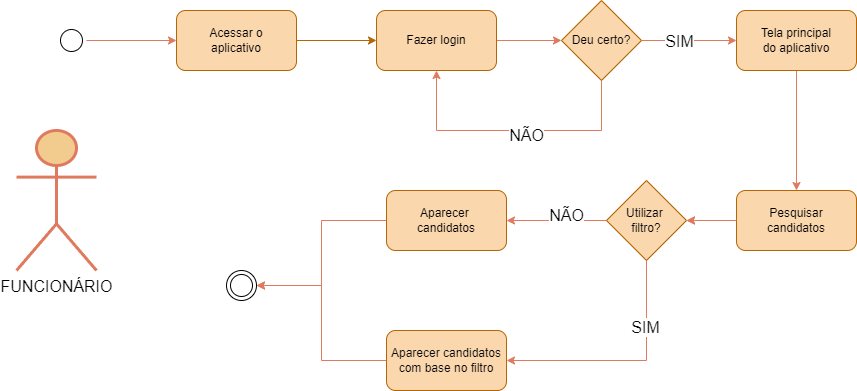 Acessar o
aplicativo
Fazer login
Deu certo?
SIM
Tela principal
do aplicativo
NÃO
Pesquisar
candidatos
Utilizar
filtro?
NÃO
Aparecer
candidatos
SIM
Aparecer candidatos
com base no filtro
FUNCIONÁRIO